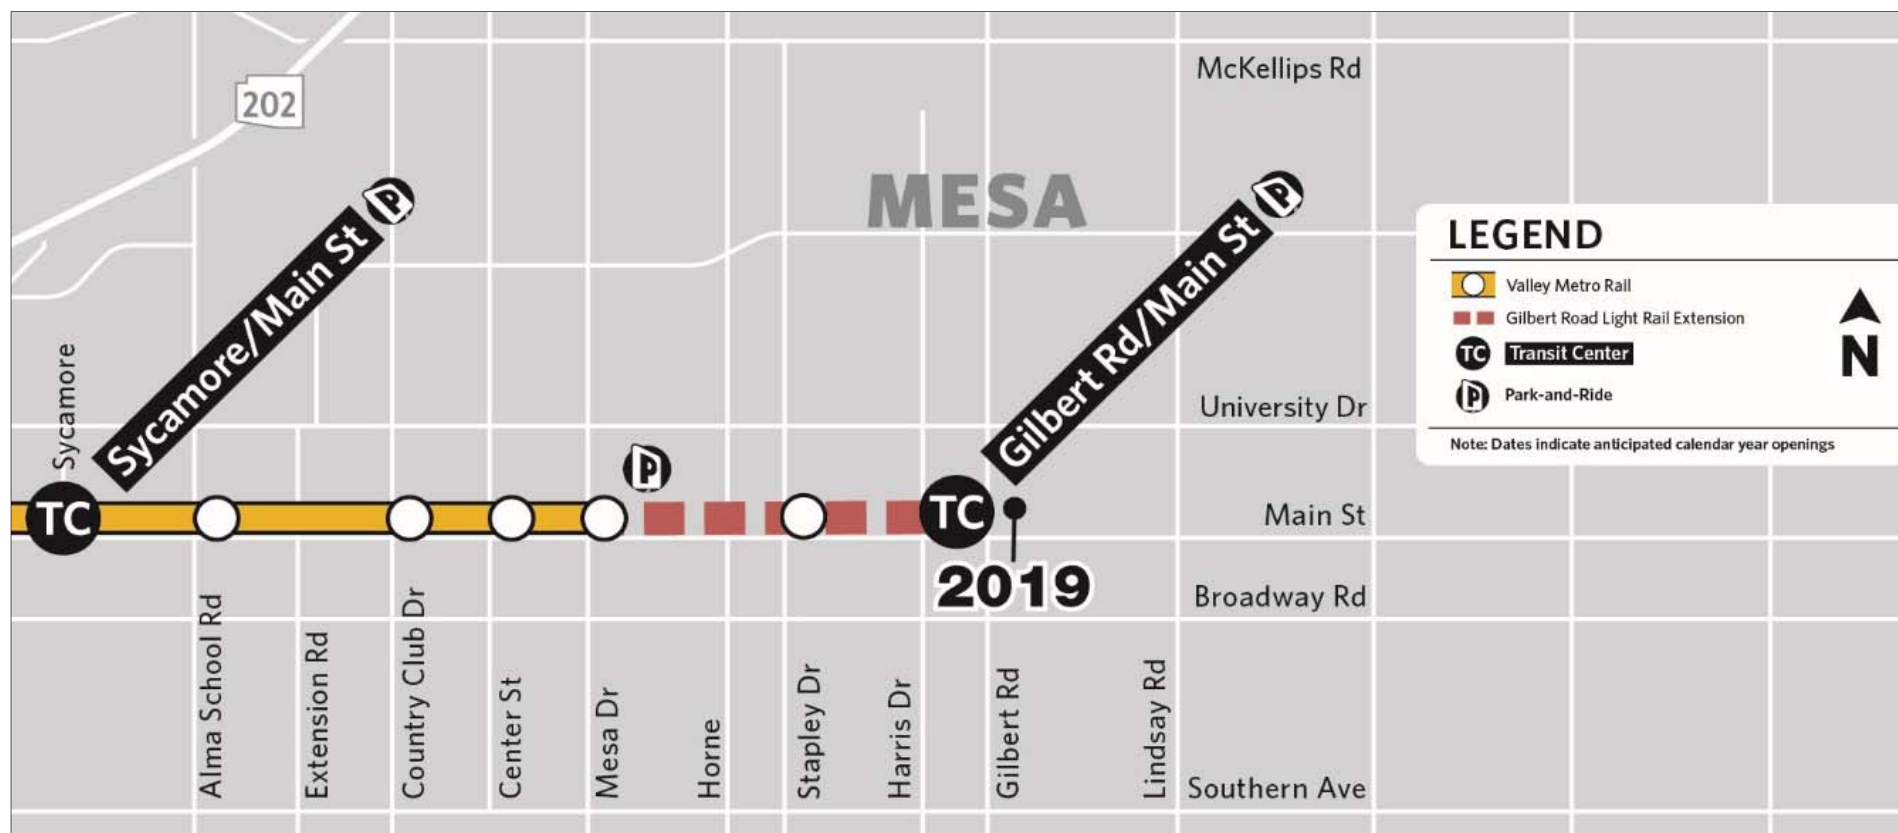 McKellips Rd
202
MESA
P
P
Sycamore/Main St
Gilbert Rd/Main St
LEGEND
Valley Metro Rail
Gilbert Road Light Rail Extension
TC Transit Center
P Park-and-Ride
N
Note: Dates indicate anticipated calendar year openings
Sycamore
University Dr
P
TC
TC
Main St
2019
Broadway Rd
Alma School Rd
Extension Rd
Country Club Dr
Center St
Mesa Dr
Horne
Stapley Dr
Harris Dr
Gilbert Rd
Lindsay Rd
Southern Ave